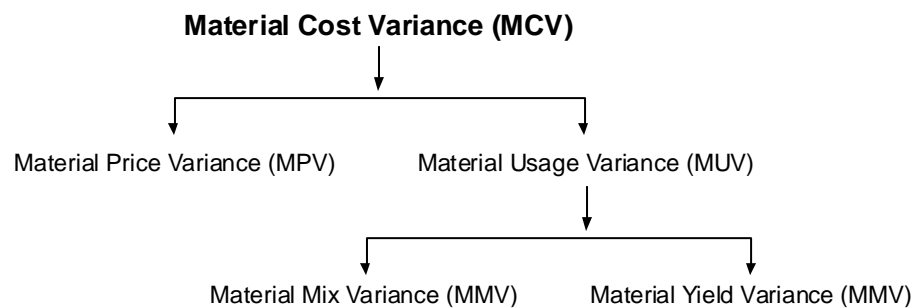 Material Cost Variance (MCV)
Material Price Variance (MPV)
Material Usage Variance (MUV)
Material Mix Variance (MMV)
Material Yield Variance (MMV)